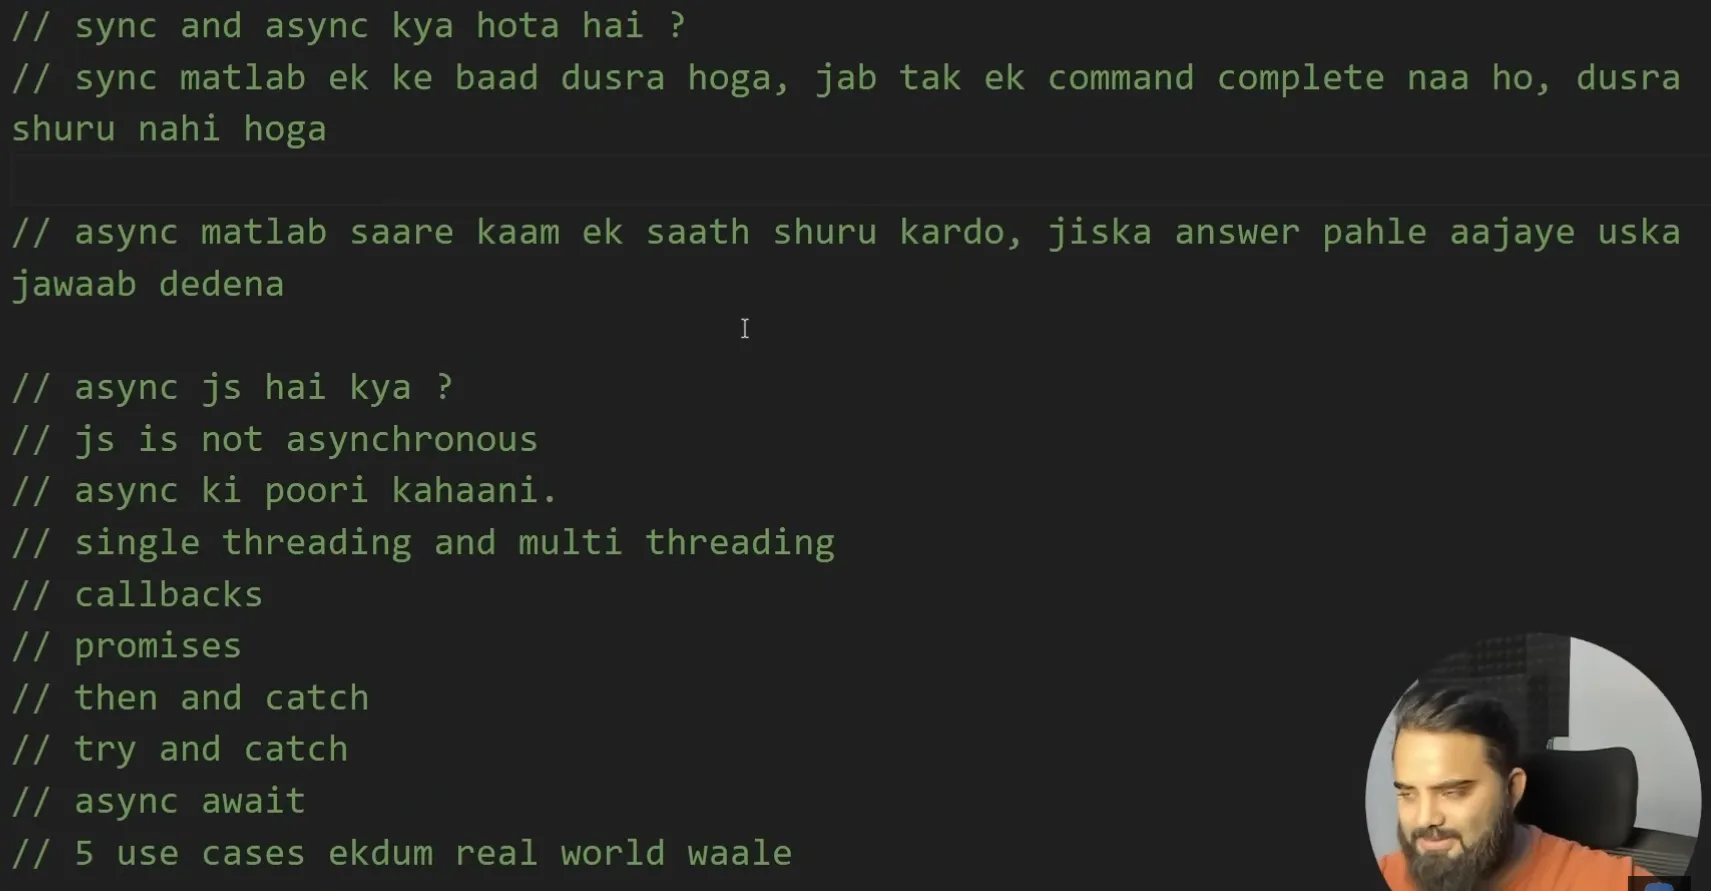 // sync and async kya hota hai ?
// sync matlab ek ke baad dusra hoga, jab tak ek command complete naa ho, dusra
shuru nahi hoga
// async matlab saare kaam ek saath shuru kardo, jiska answer pahle aajaye uska
jawaab dedena
// async js hai kya ?
// js is not asynchronous
// async ki poori kahaani.
// single threading and multi threading
// callbacks
// promises
// then and catch
// try and catch
// async await
// 5 use cases ekdum real world waale